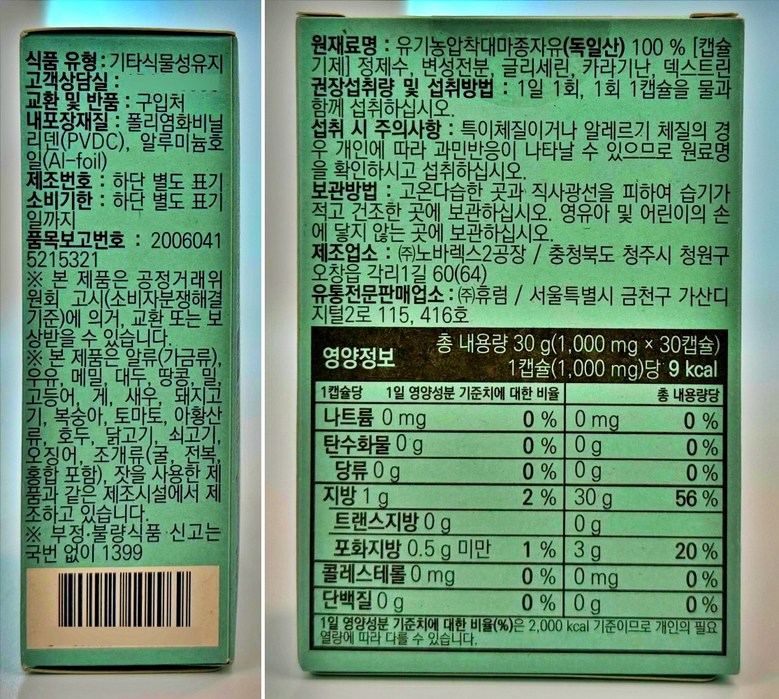 식품 유형 : 기타식물성유지
고객상담실 :
교환 및 반품 : 구입처
내포장재질 : 폴리염화비닐
리덴(PVDC), 알루미늄호
일(Al-foil)
제조번호 : 하단 별도 표기
소비기한 : 하단 별도 표기
일까지
품목보고번호 : 2006041
5215321
※ 본 제품은 공정거래위
원회 고시(소비자분쟁해결
기준)에 의거, 교환 또는 보
상받을 수 있습니다.
※ 본 제품은 알류(가금류),
우유, 메밀, 대두, 땅콩, 밀,
고등어, 게, 새우, 돼지고
기, 복숭아, 토마토, 아황산
류, 호두, 닭고기, 쇠고기,
오징어, 조개류(굴, 전복,
홍합 포함), 잣을 사용한 제
품과 같은 제조시설에서 제
조하고 있습니다.
※ 부정·불량식품 신고는
국번 없이 1399
원재료명 : 유기농압착대마종자유(독일산) 100 % [캡슐
기제] 정제수, 변성전분, 글리세린, 카라기난, 덱스트린
권장섭취량 및 섭취방법 : 1일 1회, 1회 1캡슐을 물과
함께 섭취하십시오.
섭취 시 주의사항 : 특이체질이거나 알레르기 체질의 경
우 개인에 따라 과민반응이 나타날 수 있으므로 원료명
을 확인하시고 섭취하십시오.
보관방법 : 고온다습한 곳과 직사광선을 피하여 습기가
적고 건조한 곳에 보관하십시오. 영유아 및 어린이의 손
에 닿지 않는 곳에 보관하십시오.
제조업소 : ㈜노바렉스2공장 / 충청북도 청주시 청원구
오창읍 각리1길 60(64)
유통전문판매업소 : ㈜휴럼 / 서울특별시 금천구 가산디
지털2로 115, 416호
영양정보 총 내용량 30 g(1,000 mg × 30캡슐)
1캡슐(1,000 mg)당 9 kcal
1캡슐당 1일 영양성분 기준치에 대한 비율 총 내용량당
나트륨 0 mg 0 % 0 mg 0 %
탄수화물 0 g 0 % 0 g 0 %
당류 0 g 0 % 0 g 0 %
지방 1 g 2 % 30 g 56 %
트랜스지방 0 g 0 g
포화지방 0.5 g 미만 1 % 3 g 20 %
콜레스테롤 0 mg 0 % 0 mg 0 %
단백질 0 g 0 % 0 g 0 %
1일 영양성분 기준치에 대한 비율(%)은 2,000 kcal 기준이므로 개인의 필요
열량에 따라 다를 수 있습니다.